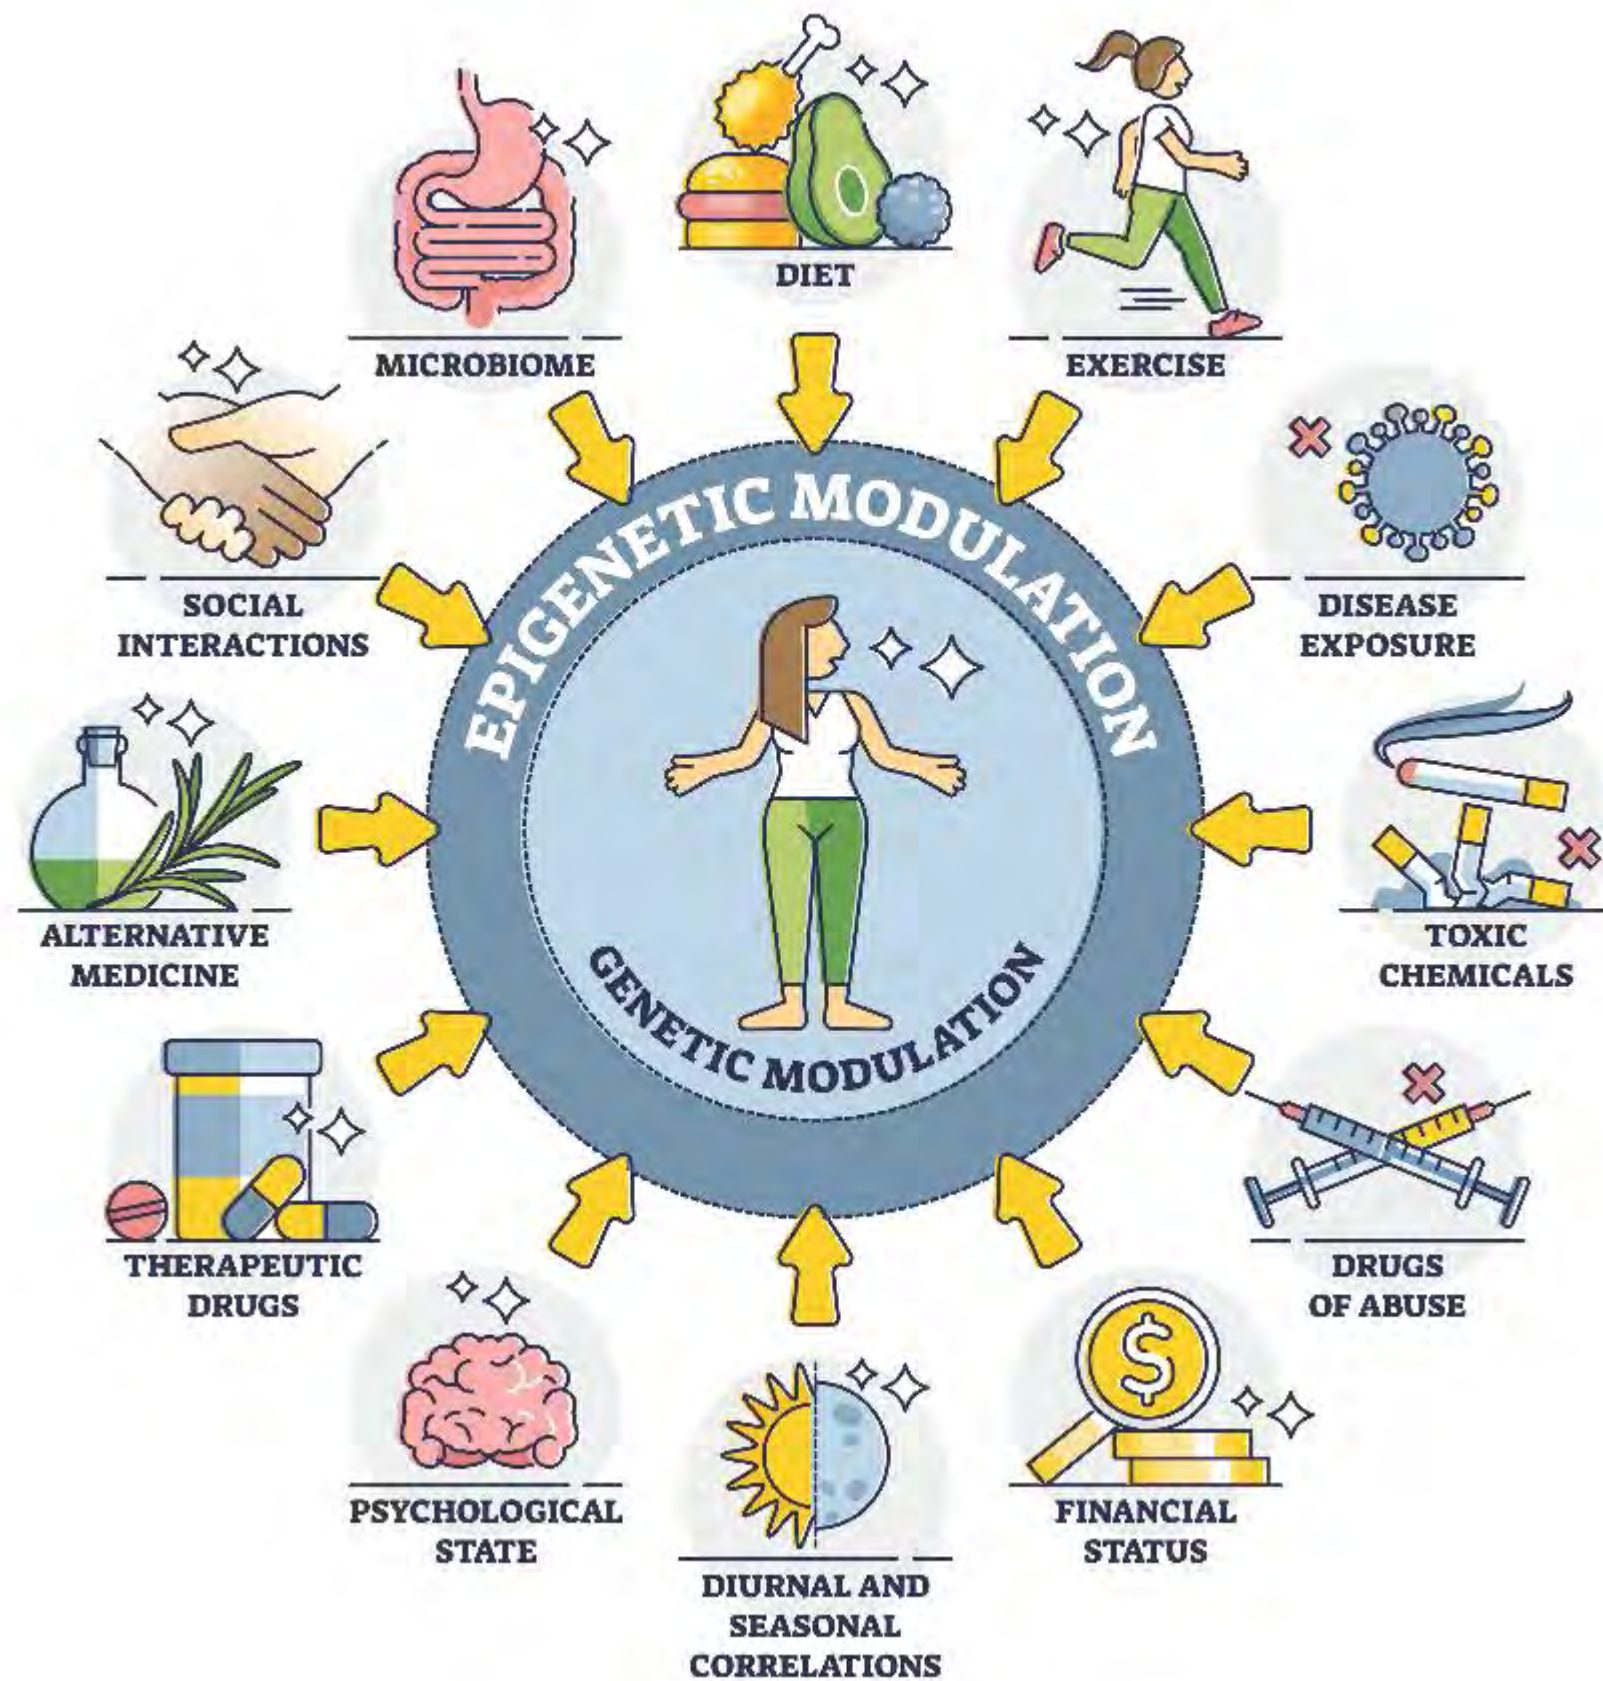 DIET
MICROBIOME
EXERCISE
SOCIAL
INTERACTIONS
DISEASE
EXPOSURE
EPIGENETIC MODULATION
ALTERNATIVE
MEDICINE
TOXIC
CHEMICALS
GENETIC MODULATION
THERAPEUTIC
DRUGS
DRUGS
OF ABUSE
PSYCHOLOGICAL
STATE
FINANCIAL
STATUS
DIURNAL AND
SEASONAL
CORRELATIONS
$